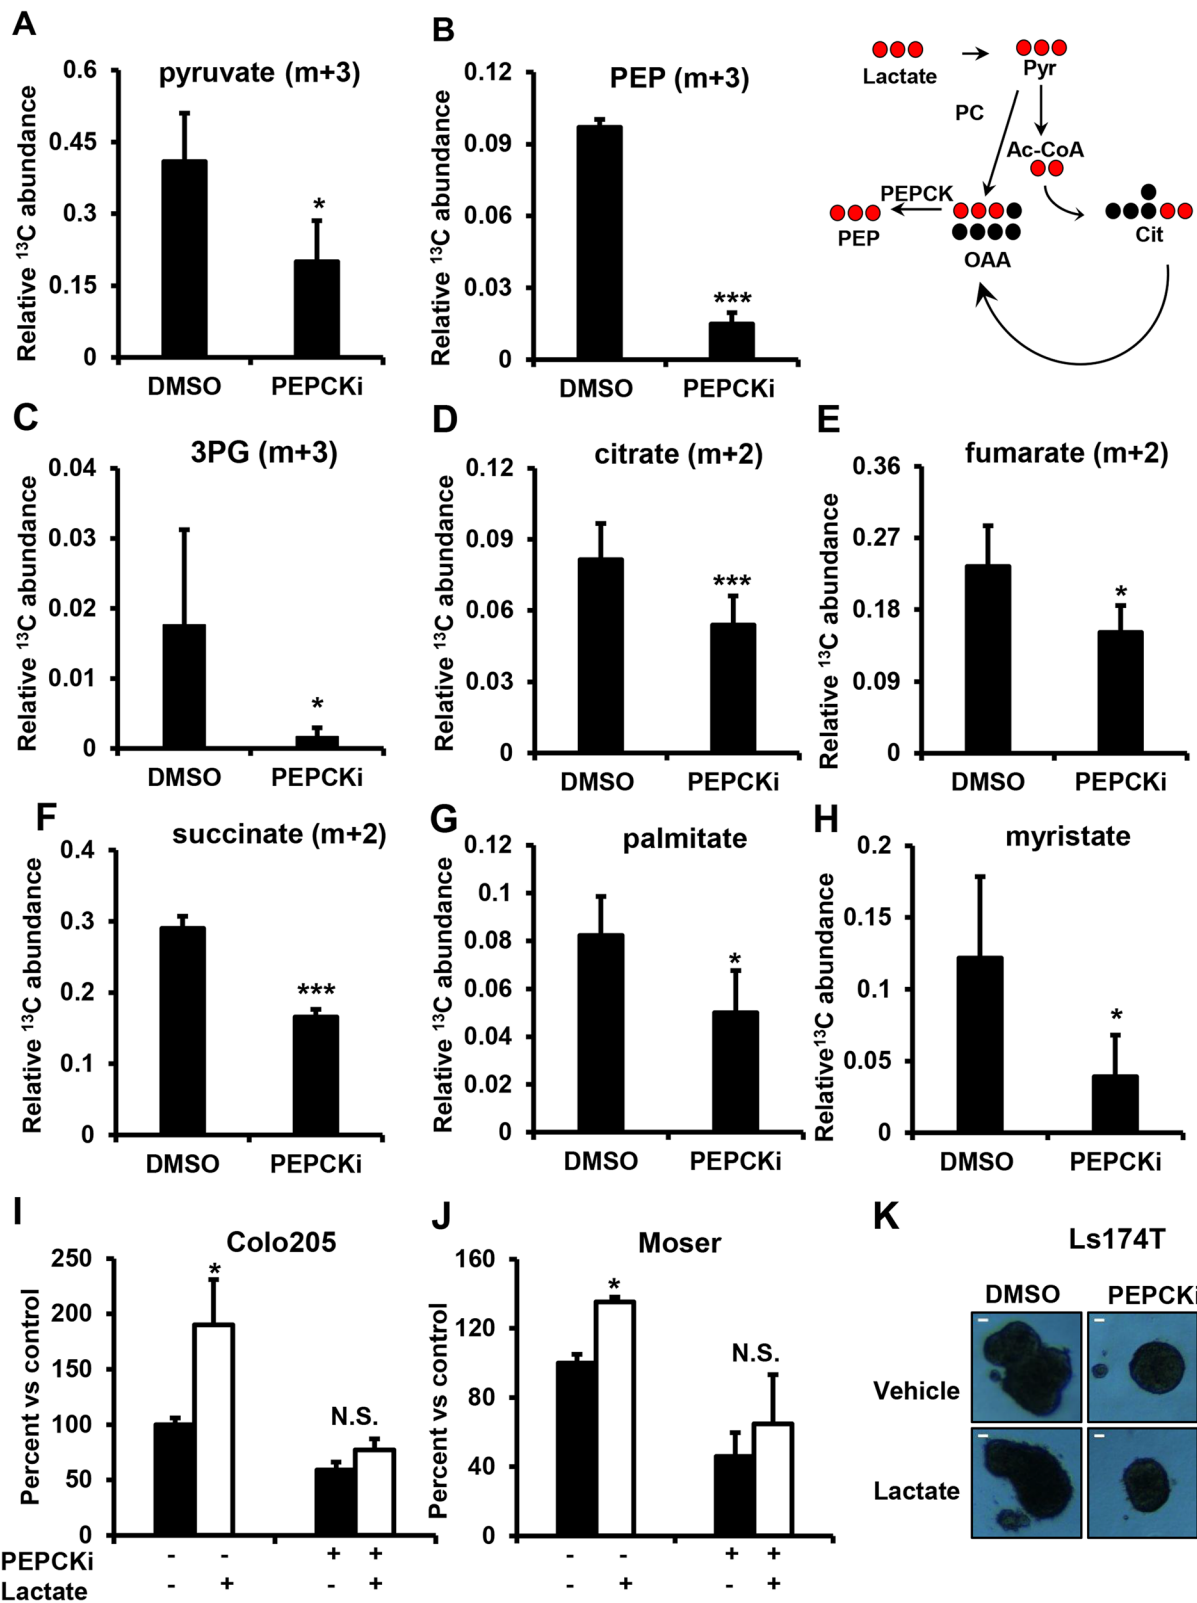 A
pyruvate (m+3)
Relative ¹³C abundance
0.6
0.45
0.3
0.15
0
*
DMSO
PEPCKi
B
PEP (m+3)
Relative ¹³C abundance
0.12
0.09
0.06
0.03
0
***
DMSO
PEPCKi
Lactate
Pyr
PC
Ac-CoA
PEPCK
PEP
OAA
Cit
C
3PG (m+3)
Relative ¹³C abundance
0.04
0.03
0.02
0.01
0
*
DMSO
PEPCKi
D
citrate (m+2)
Relative ¹³C abundance
0.12
0.09
0.06
0.03
0
***
DMSO
PEPCKi
E
fumarate (m+2)
Relative ¹³C abundance
0.36
0.27
0.18
0.09
0
*
DMSO
PEPCKi
F
succinate (m+2)
Relative ¹³C abundance
0.4
0.3
0.2
0.1
0
***
DMSO
PEPCKi
G
palmitate
Relative ¹³C abundance
0.12
0.1
0.08
0.06
0.04
0.02
0
*
DMSO
PEPCKi
H
myristate
Relative¹³C abundance
0.2
0.15
0.1
0.05
0
*
DMSO
PEPCKi
I
Colo205
Percent vs control
250
200
150
100
50
0
*
N.S.
PEPCKi - - + +
Lactate - + - +
J
Moser
Percent vs control
160
120
80
40
0
*
N.S.
- - + +
- + - +
K
Ls174T
DMSO
PEPCKi
Vehicle
Lactate